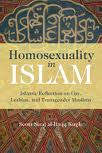 Homosexuality
in
ISLAM
Islamic Reflection on Gay,
Lesbian, and Transgender Muslims
Scott Siraj al-Haqq Kugle